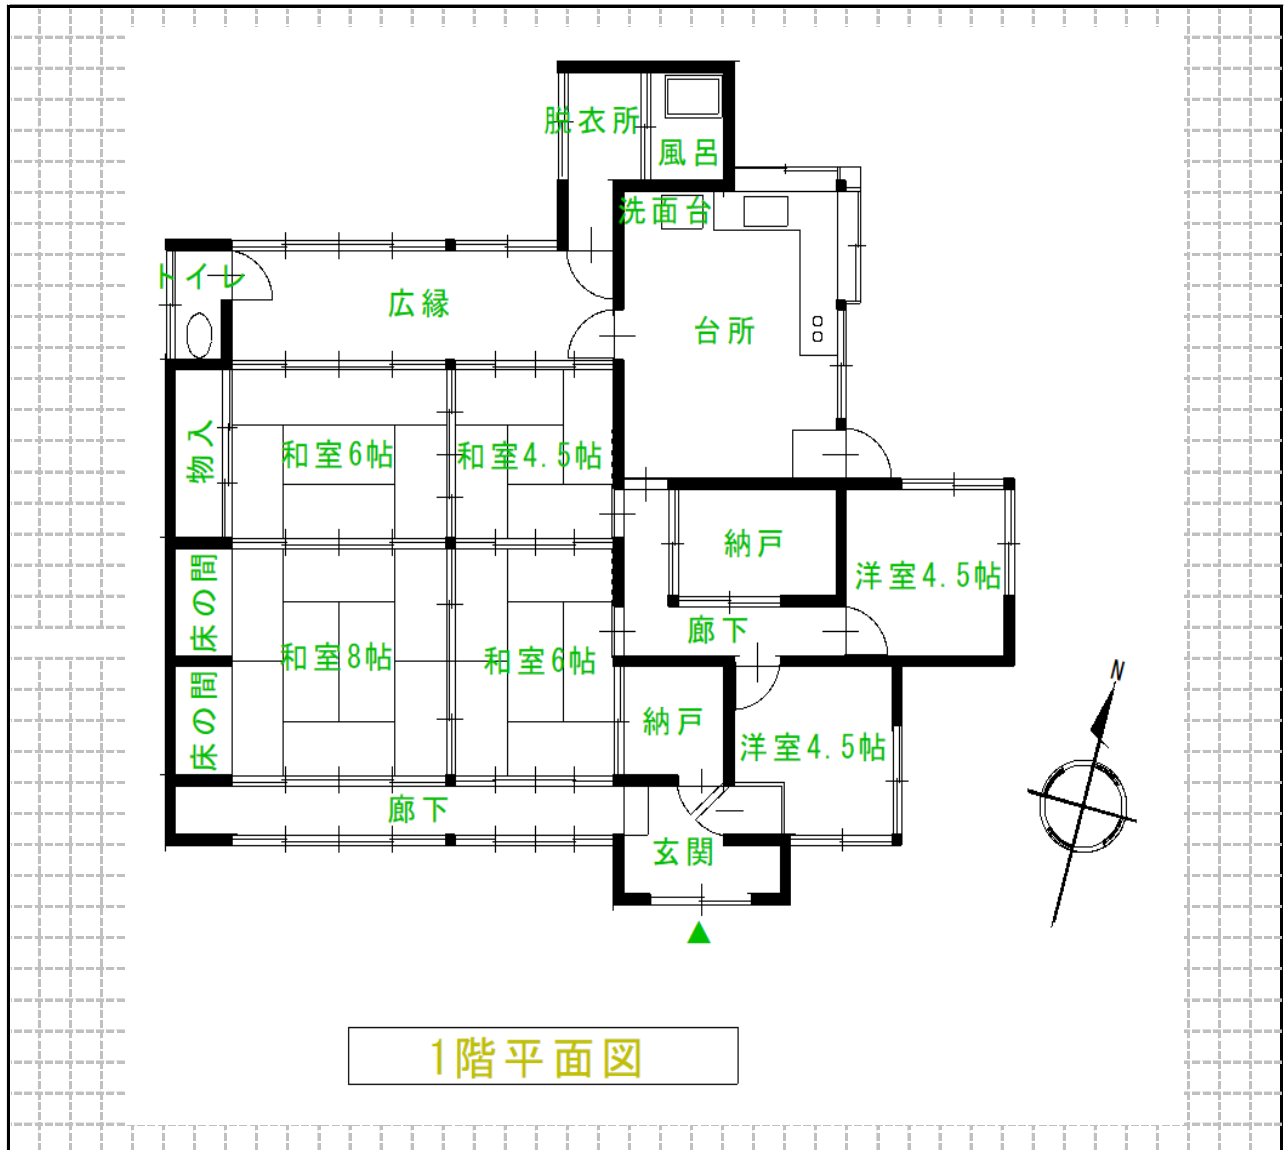 脱衣所
風呂
洗面台
トイレ
広縁
台所
物入
和室6帖
和室4.5帖
納戸
洋室4.5帖
床の間
廊下
和室8帖
和室6帖
床の間
納戸
洋室4.5帖
N
廊下
玄関
▲
1階平面図